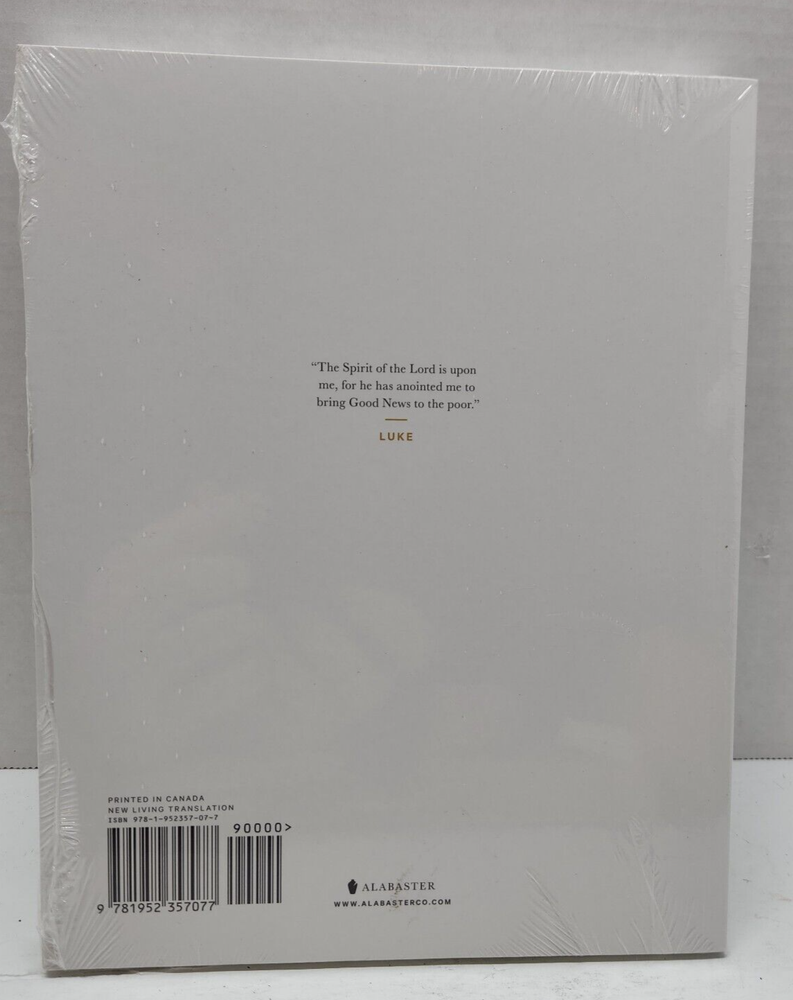 “The Spirit of the Lord is upon
me, for he has anointed me to
bring Good News to the poor.”
LUKE
PRINTED IN CANADA
NEW LIVING TRANSLATION
ISBN 978-1-952357-07-7
90000>
9 781952 357077
ALABASTER
WWW.ALABASTERCO.COM